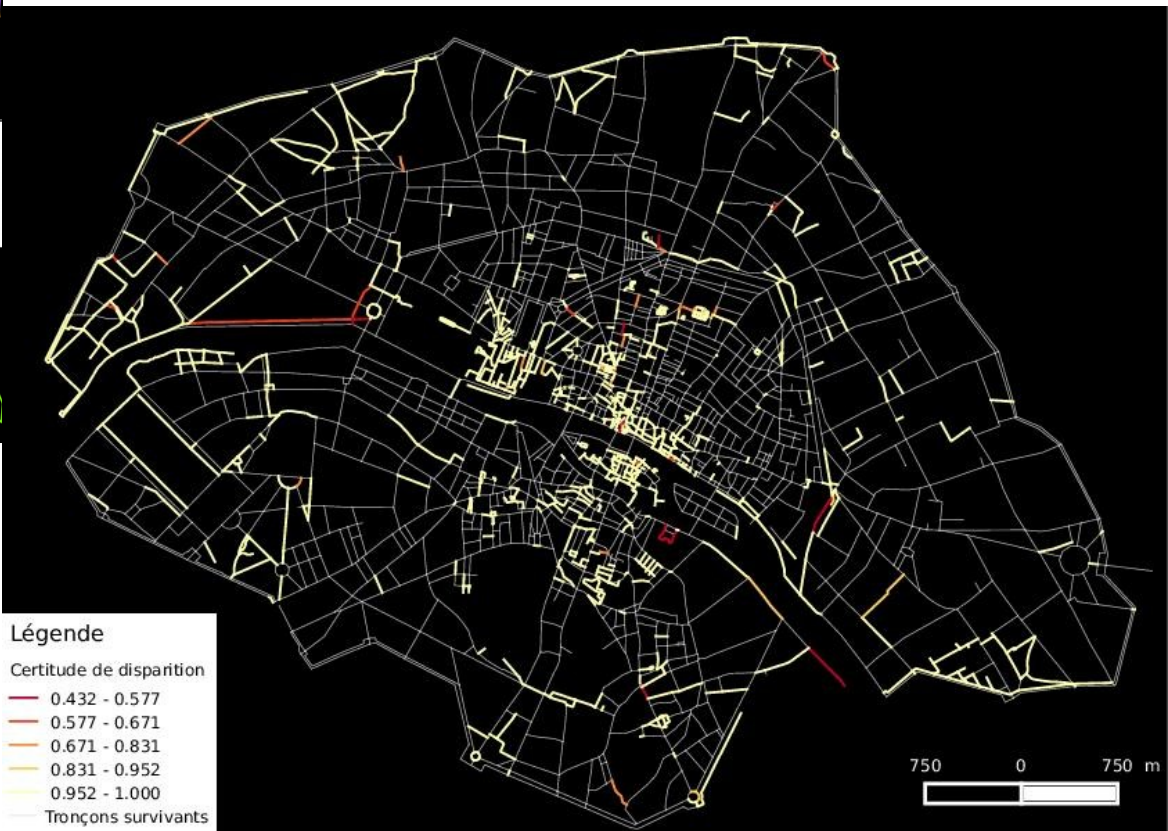 Légende
Certitude de disparition
0.432 - 0.577
0.577 - 0.671
0.671 - 0.831
0.831 - 0.952
0.952 - 1.000
Tronçons survivants
750 0 750 m